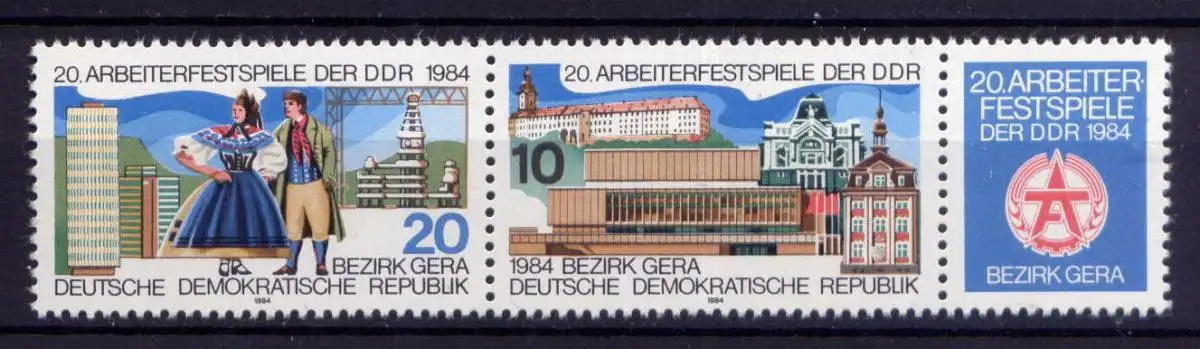 20. ARBEITERFESTSPIELE DER DDR 1984
20
BEZIRK GERA
DEUTSCHE DEMOKRATISCHE REPUBLIK
1984
20. ARBEITERFESTSPIELE DER DDR
10
1984 BEZIRK GERA
DEUTSCHE DEMOKRATISCHE REPUBLIK
1984
20. ARBEITER-
FESTSPIELE
DER DDR 1984
BEZIRK GERA